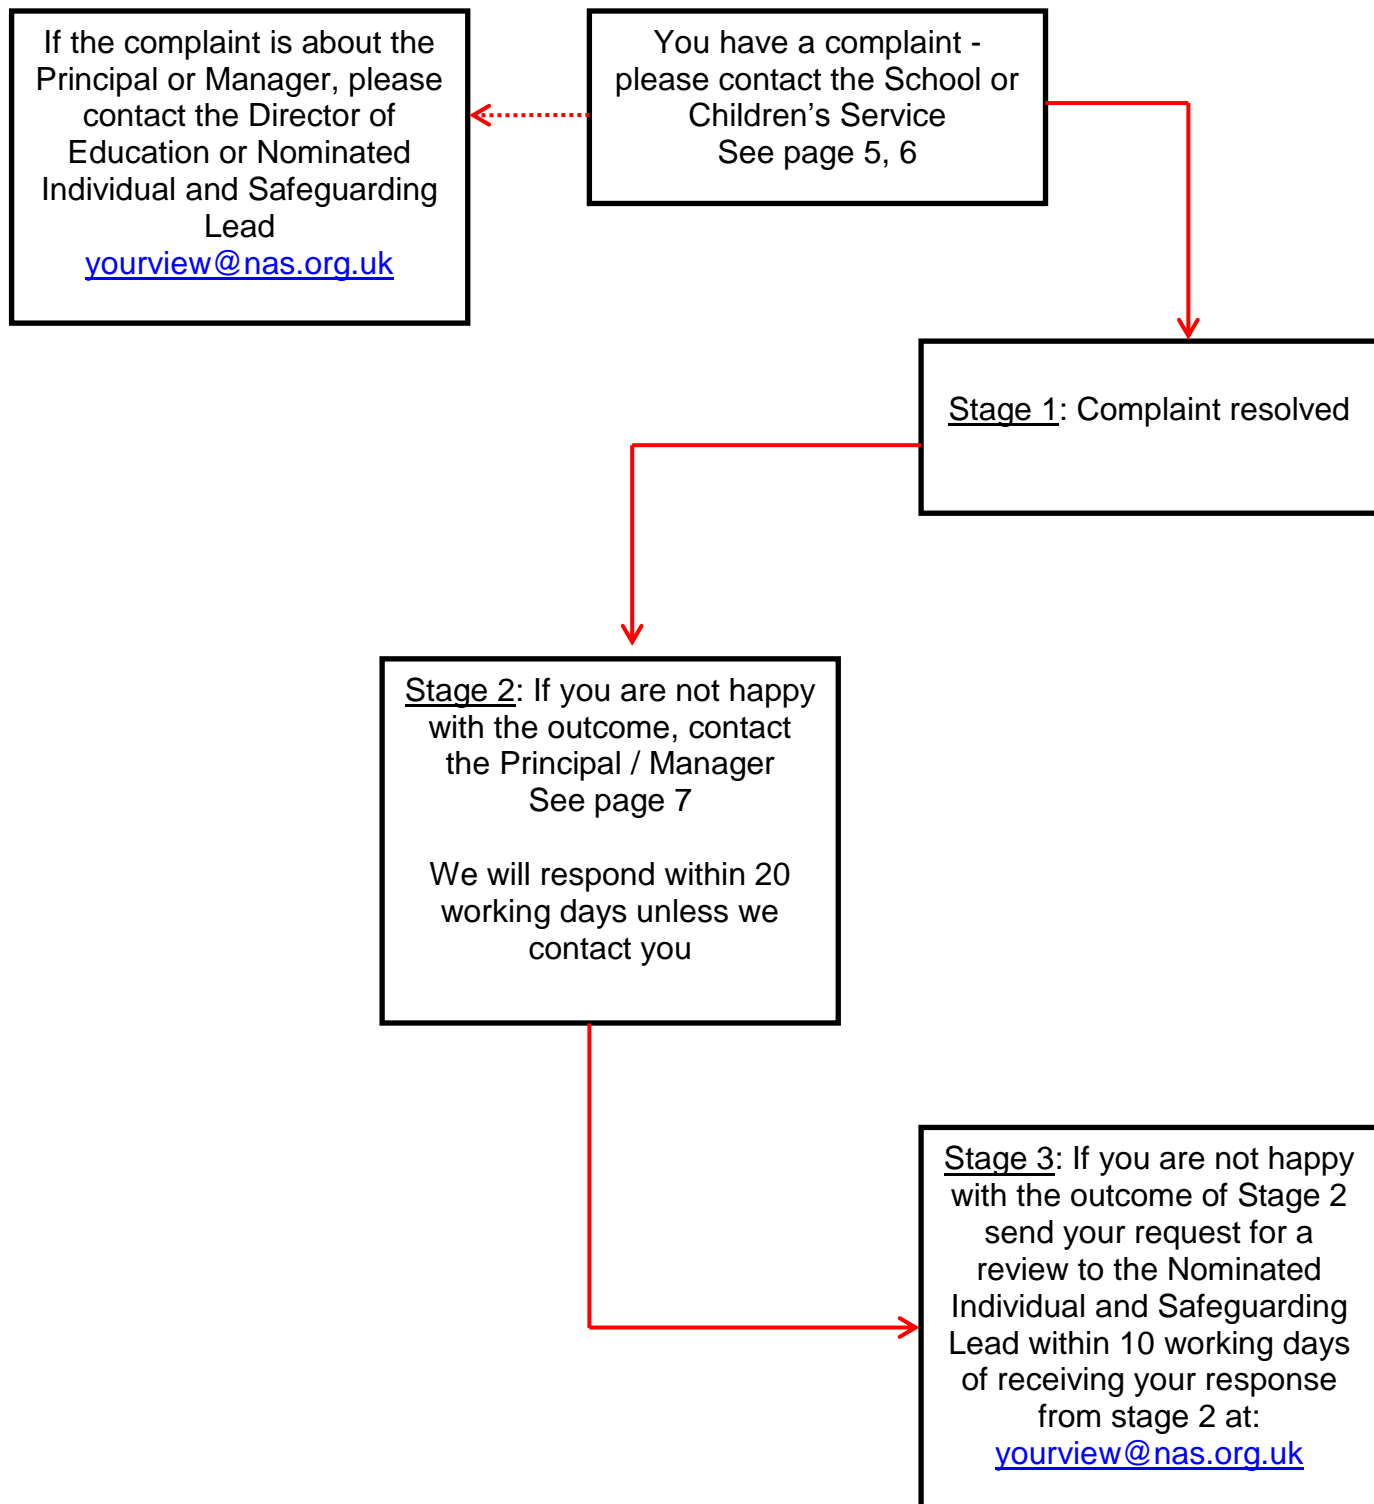 If the complaint is about the
Principal or Manager, please
contact the Director of
Education or Nominated
Individual and Safeguarding
Lead
yourview@nas.org.uk
You have a complaint -
please contact the School or
Children’s Service
See page 5, 6
Stage 1: Complaint resolved
Stage 2: If you are not happy
with the outcome, contact
the Principal / Manager
See page 7
We will respond within 20
working days unless we
contact you
Stage 3: If you are not happy
with the outcome of Stage 2
send your request for a
review to the Nominated
Individual and Safeguarding
Lead within 10 working days
of receiving your response
from stage 2 at:
yourview@nas.org.uk